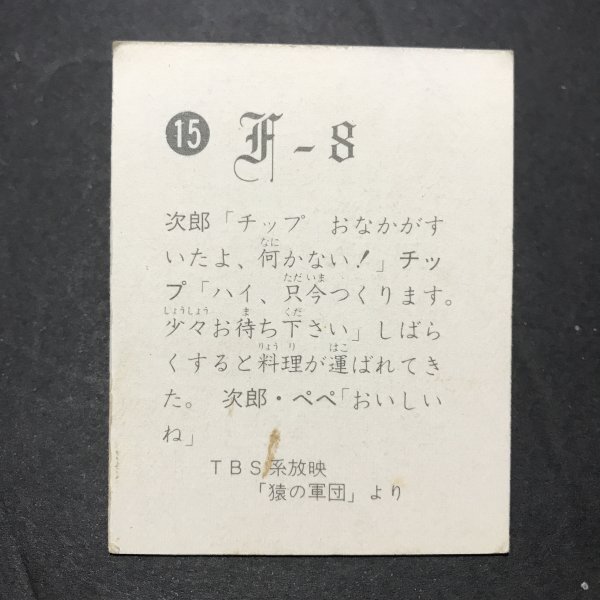 15 F-8
次郎「チップ　おなかがす
いたよ、何かない！」チッ
プ「ハイ、只今つくります。
少々お待ち下さい」しばら
くすると料理が運ばれてき
た。　次郎・ペペ「おいしい
ね」
TBS系放映
「猿の軍団」より